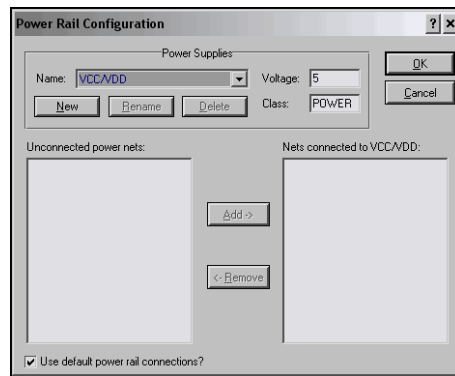 Power Rail Configuration
Power Supplies
Name: VCC/VDD Voltage: 5
New Rename Delete Class: POWER
OK
Cancel
Unconnected power nets: Nets connected to VCC/VDD:
Add ->
<- Remove
Use default power rail connections?